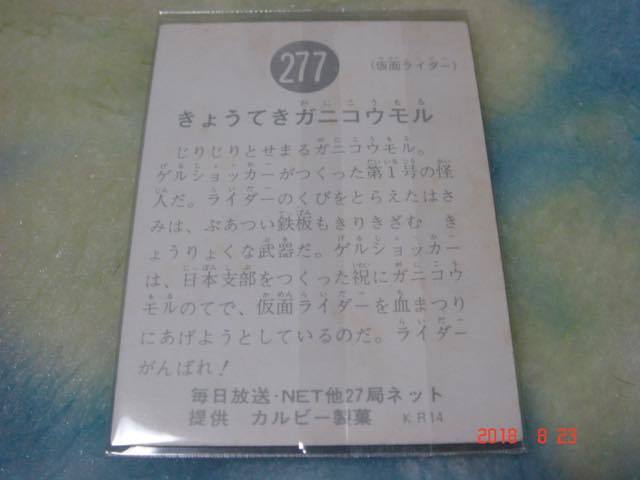 277
(仮面ライダー)
きょうてきガニコウモル
じりじりとせまるガニコウモル。
ゲルショッカーがつくった第1号の怪
人だ。ライダーのくびをとらえたはさ
みは、ぶあつい鉄板もきりきざむ き
ょうりょくな武器だ。ゲルショッカー
は、日本支部をつくった祝にガニコウ
モルのてで、仮面ライダーを血まつり
にあげようとしているのだ。ライダー
がんばれ!
毎日放送・NET他27局ネット
提供 カルビー製菓 K.R14
2018 8 23